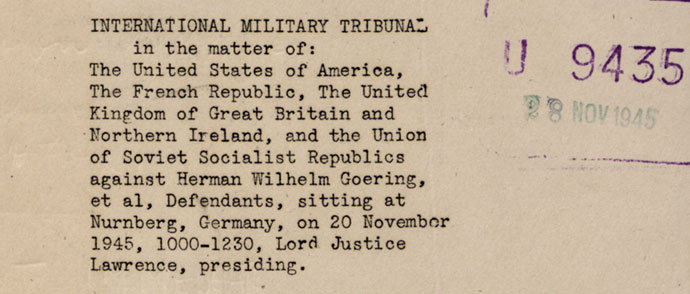 INTERNATIONAL MILITARY TRIBUNAL
in the matter of:
The United States of America,
The French Republic, The United
Kingdom of Great Britain and
Northern Ireland, and the Union
of Soviet Socialist Republics
against Herman Wilhelm Goering,
et al, Defendants, sitting at
Nurnberg, Germany, on 20 November
1945, 1000-1230, Lord Justice
Lawrence, presiding.
U 9435
28 NOV 1945